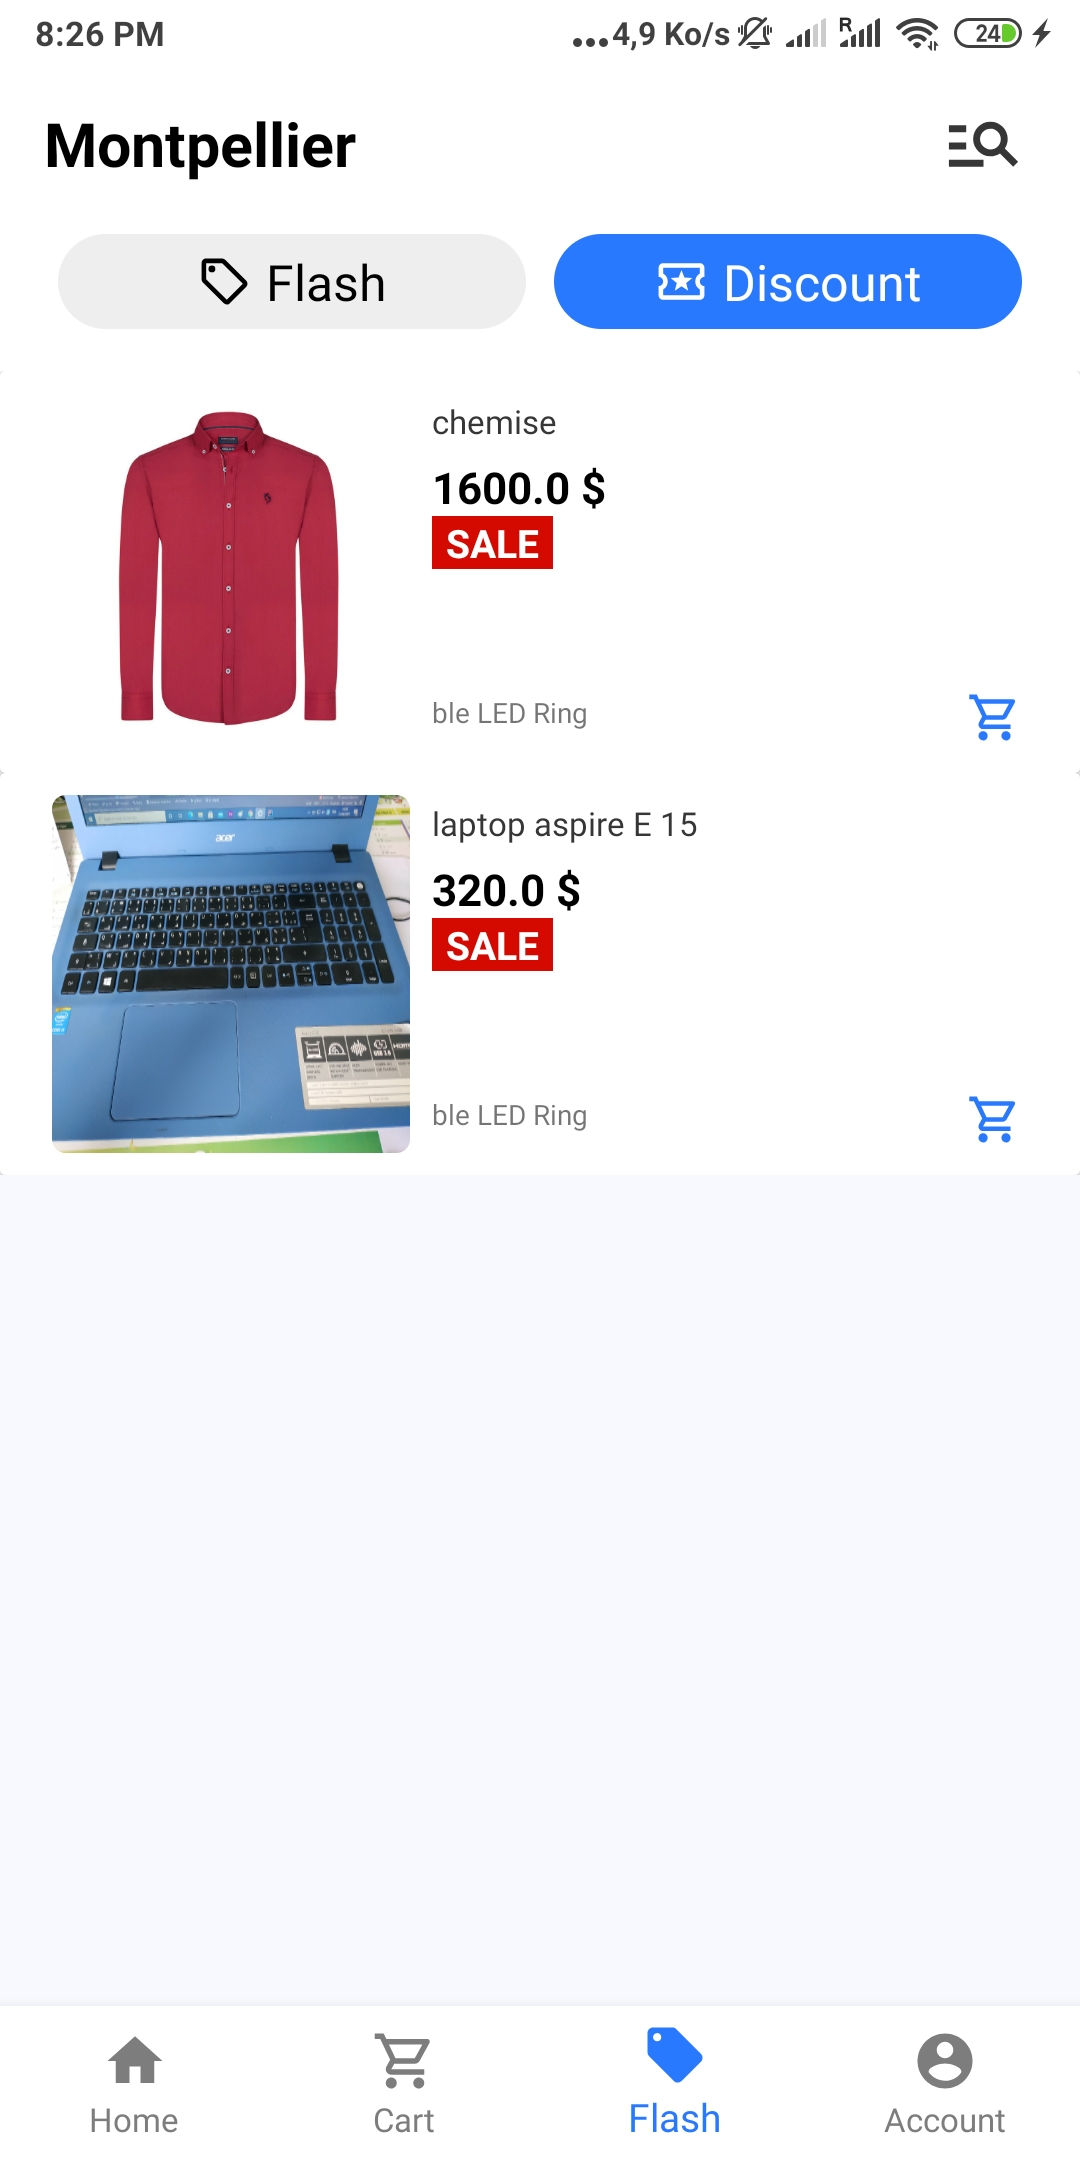 8:26 PM
...4,9 Ko/s
R
24
Montpellier
Flash
Discount
chemise
1600.0 $
SALE
ble LED Ring
acer
laptop aspire E 15
320.0 $
SALE
ble LED Ring
Home
Cart
Flash
Account